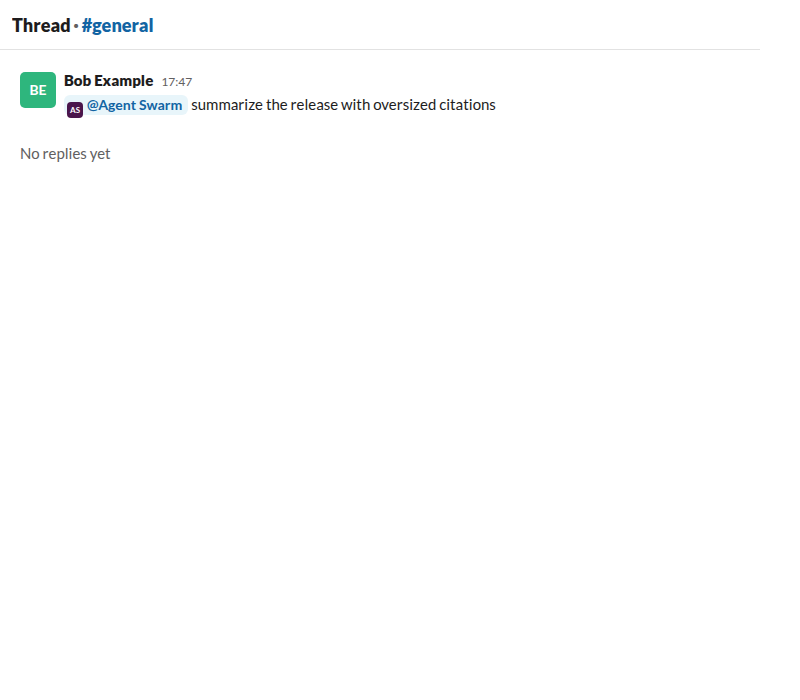 Thread • #general
BE
Bob Example 17:47
AS @Agent Swarm summarize the release with oversized citations
No replies yet